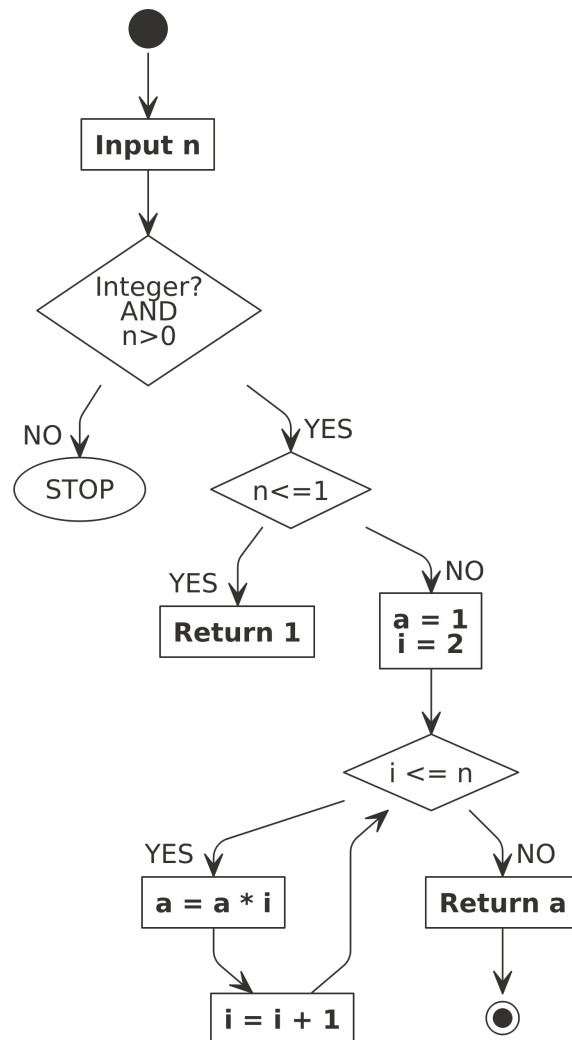 Input n
Integer?
AND
n>0
NO
YES
STOP
n<=1
YES
NO
Return 1
a = 1
i = 2
i <= n
YES
NO
a = a * i
Return a
i = i + 1